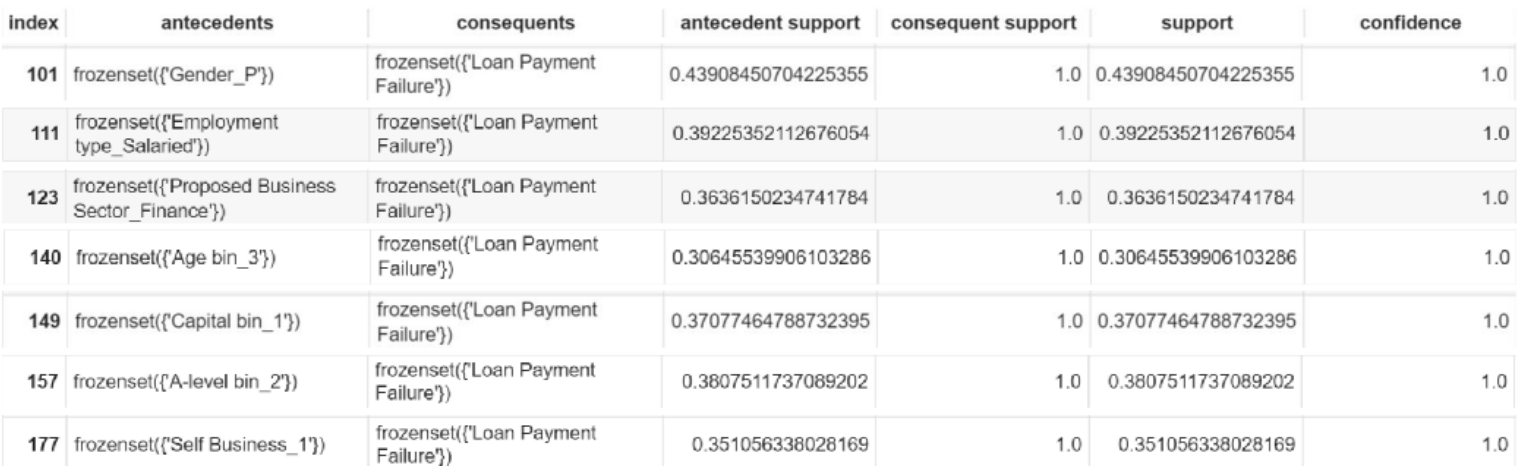 index antecedents consequents antecedent support consequent support support confidence
101 frozenset({'Gender_P'}) frozenset({'Loan Payment Failure'}) 0.43908450704225355 1.0 0.43908450704225355 1.0
111 frozenset({'Employment type_Salaried'}) frozenset({'Loan Payment Failure'}) 0.39225352112676054 1.0 0.39225352112676054 1.0
123 frozenset({'Proposed Business Sector_Finance'}) frozenset({'Loan Payment Failure'}) 0.3636150234741784 1.0 0.3636150234741784 1.0
140 frozenset({'Age bin_3'}) frozenset({'Loan Payment Failure'}) 0.30645539906103286 1.0 0.30645539906103286 1.0
149 frozenset({'Capital bin_1'}) frozenset({'Loan Payment Failure'}) 0.37077464788732395 1.0 0.37077464788732395 1.0
157 frozenset({'A-level bin_2'}) frozenset({'Loan Payment Failure'}) 0.3807511737089202 1.0 0.3807511737089202 1.0
177 frozenset({'Self Business_1'}) frozenset({'Loan Payment Failure'}) 0.351056338028169 1.0 0.351056338028169 1.0